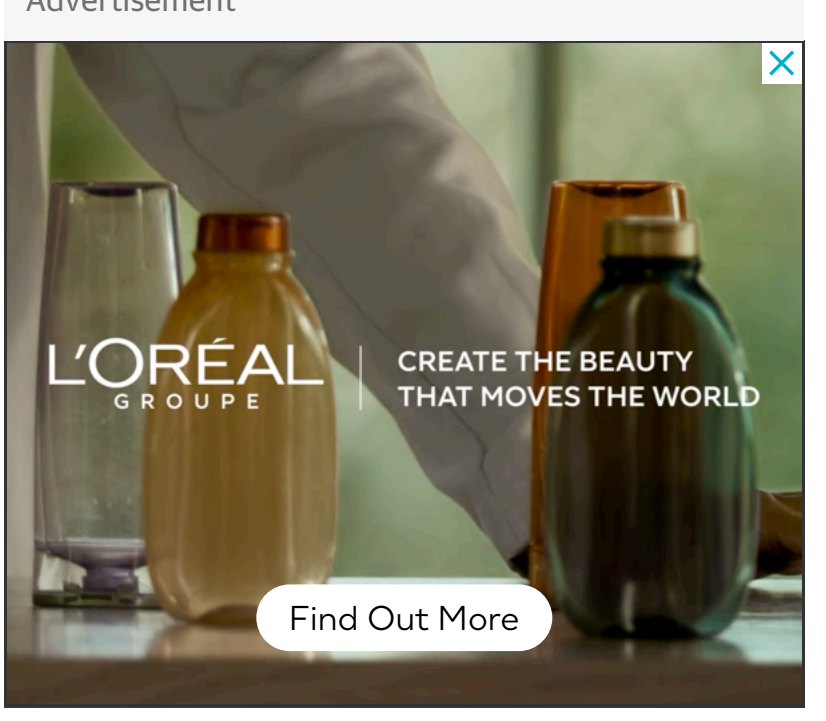 Advertisement
L'ORÉAL
GROUPE
CREATE THE BEAUTY
THAT MOVES THE WORLD
Find Out More